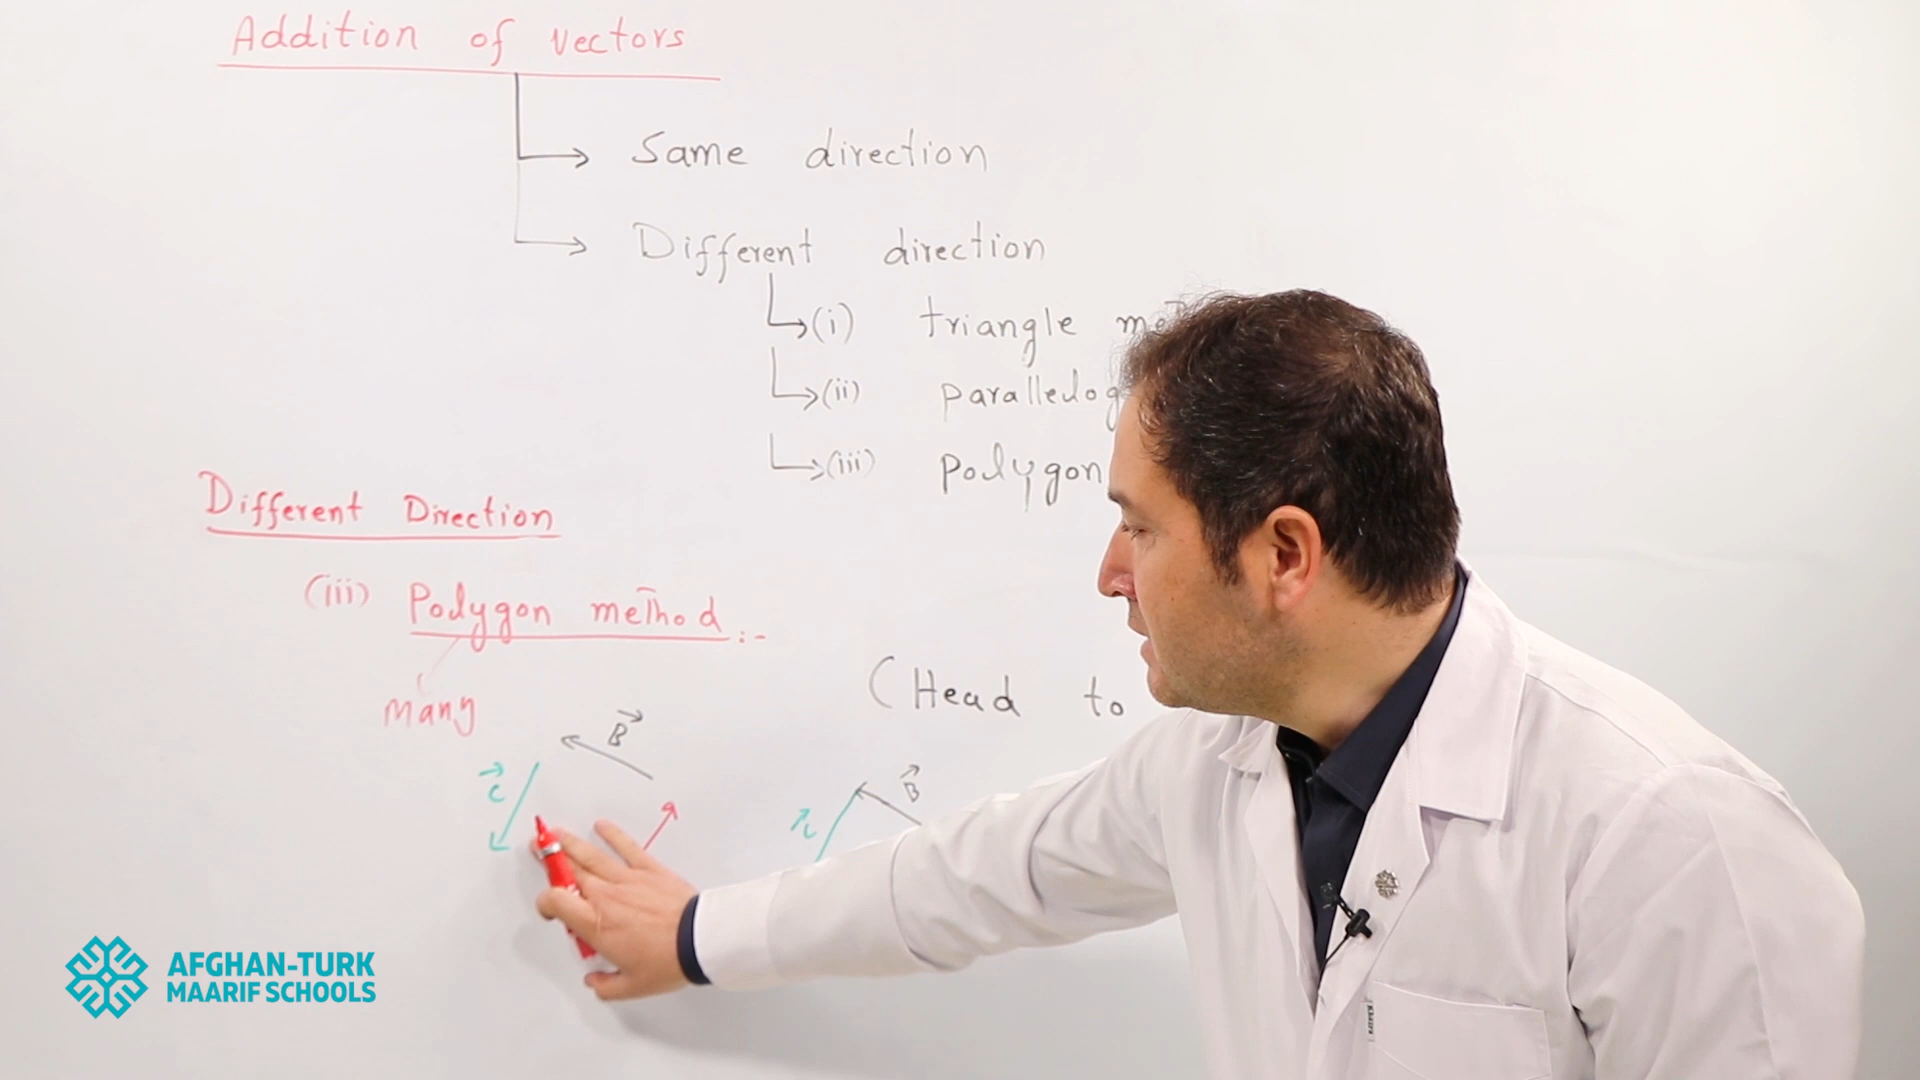 Addition of vectors
Same direction
Different direction
(i) triangle
(ii)
(iii) polygon
Different Direction
(iii) Polygon method :-
many
(Head to
B
C
B
AFGHAN-TURK
MAARIF SCHOOLS